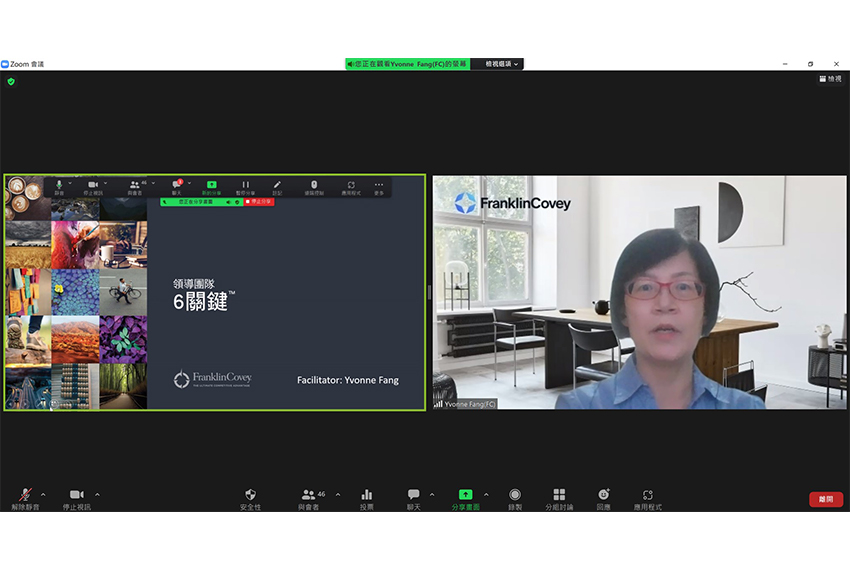 Zoom 會議
您正在觀看Yvonne Fang(FC)的螢幕
檢視選項
檢視
46
靜音
停止視訊
與會者
聊天
新的分享
暫停分享
註記
遠端控制
應用程式
更多
您正在分享螢幕
停止分享
領導團隊
6關鍵™
FranklinCovey
THE ULTIMATE COMPETITIVE ADVANTAGE
Facilitator: Yvonne Fang
FranklinCovey
Yvonne Fang(FC)
46
解除靜音
停止視訊
安全性
與會者
投票
聊天
分享畫面
錄製
分組討論
回應
應用程式
離開